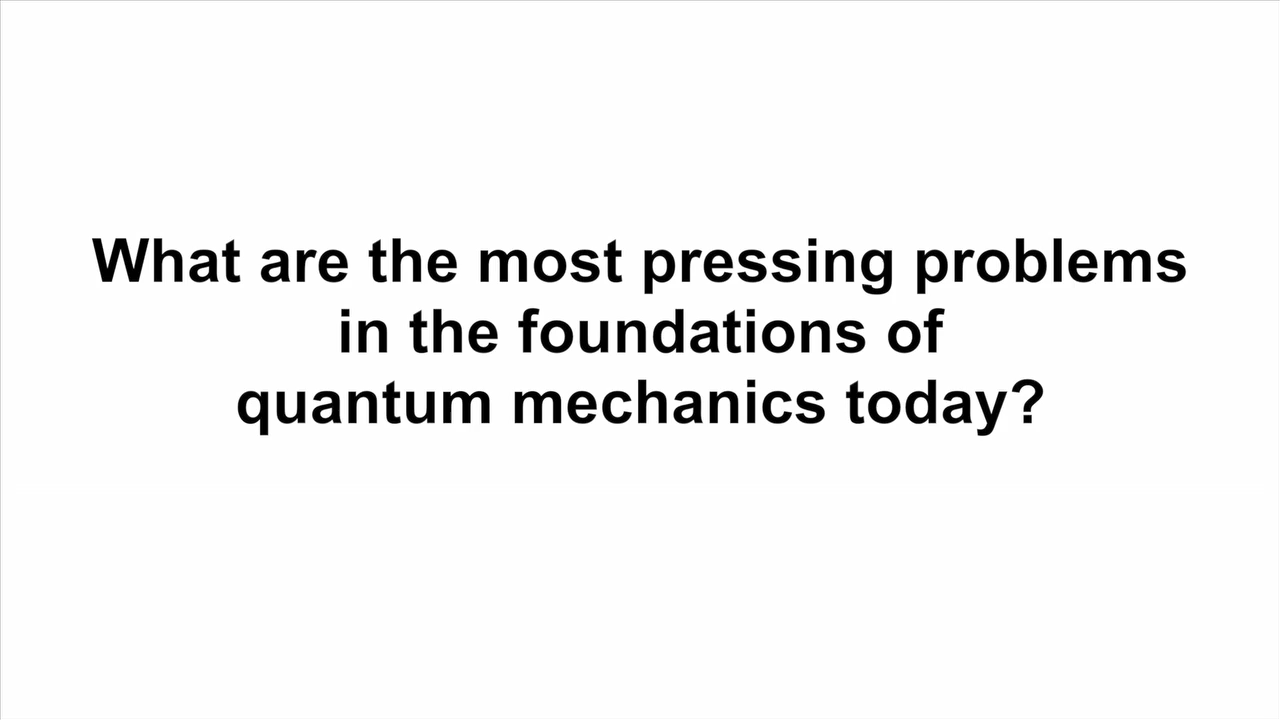 What are the most pressing problems
in the foundations of
quantum mechanics today?